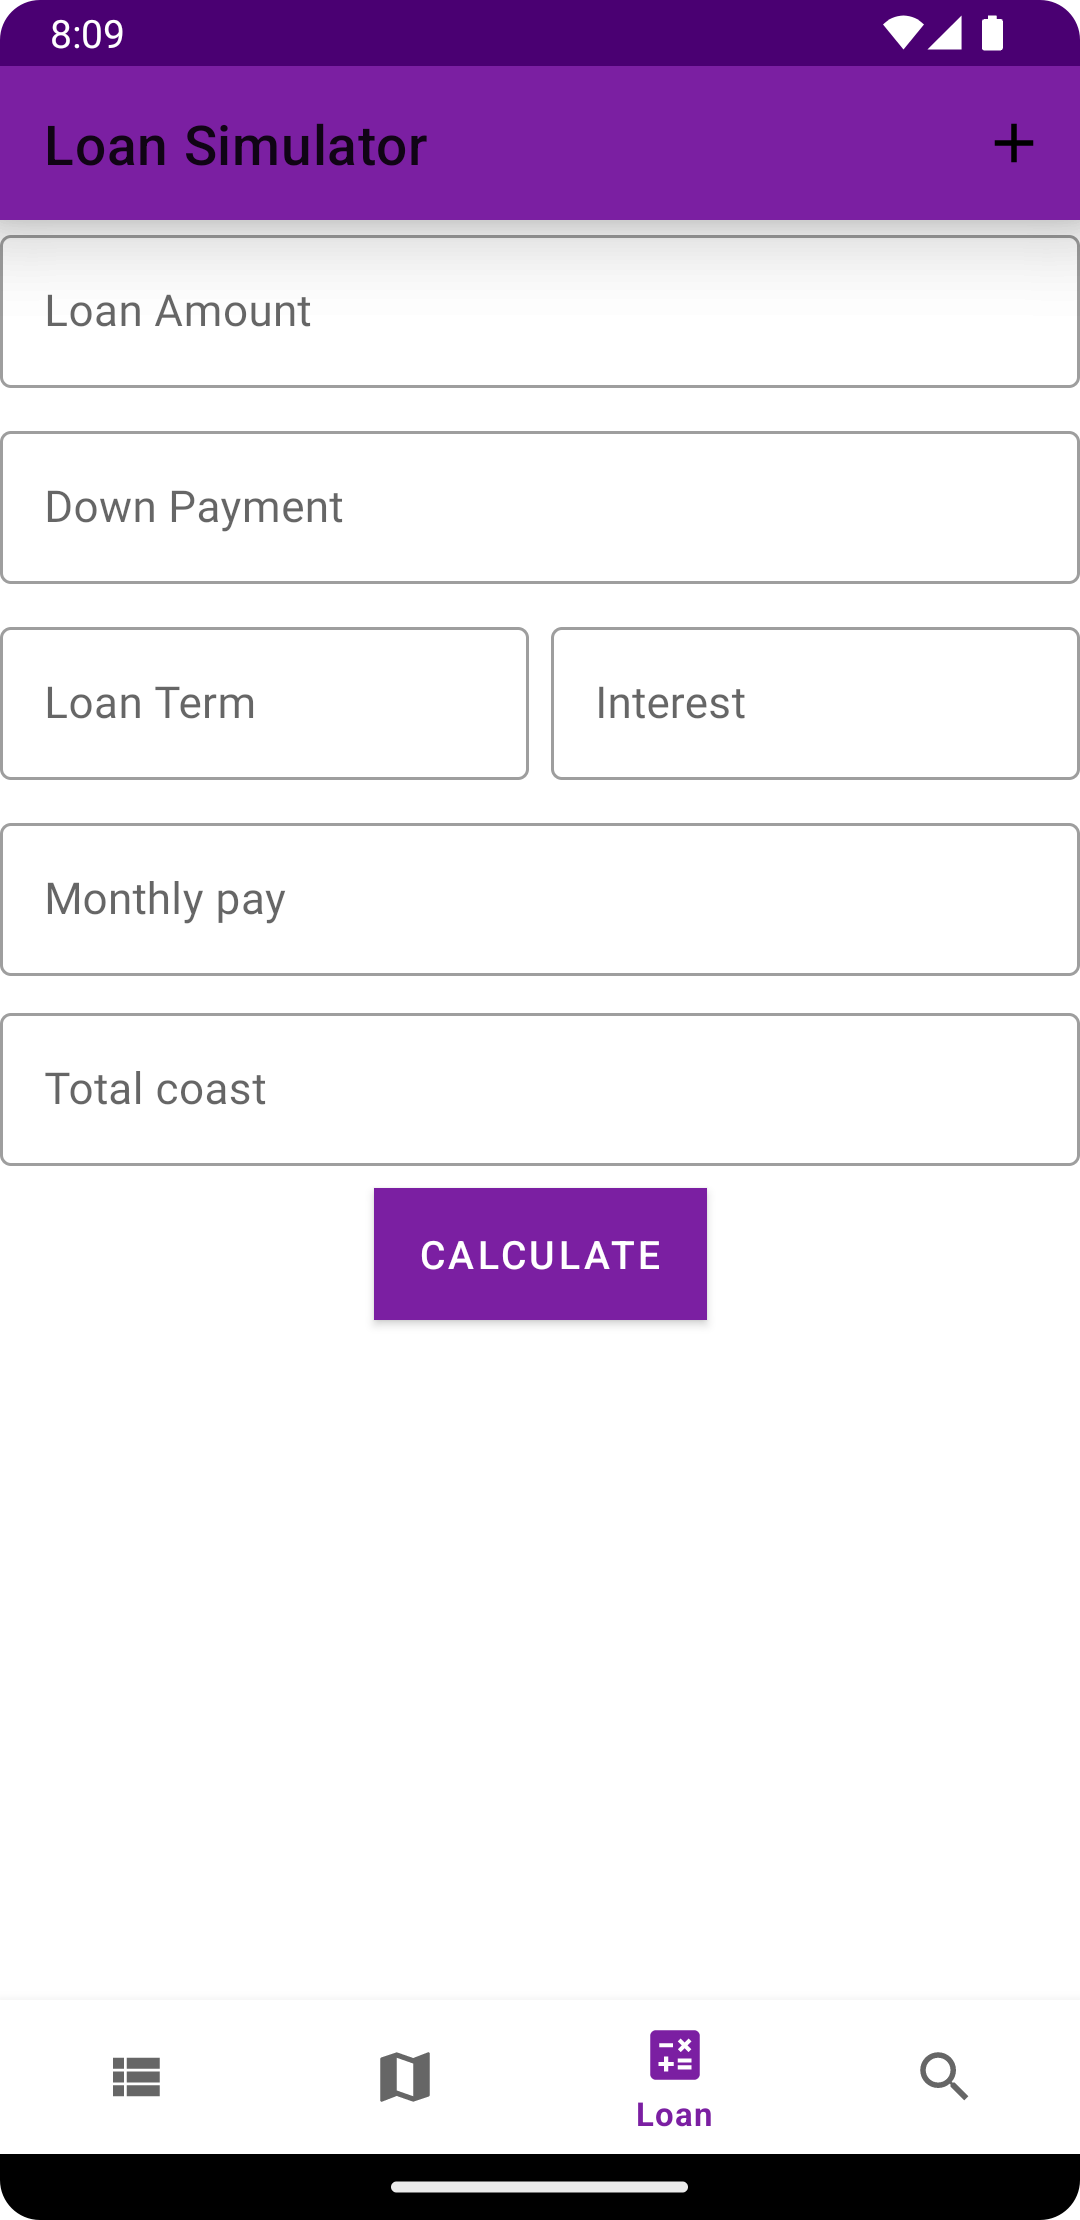 8:09
Loan Simulator
Loan Amount
Down Payment
Loan Term Interest
Monthly pay
Total coast
CALCULATE
Loan